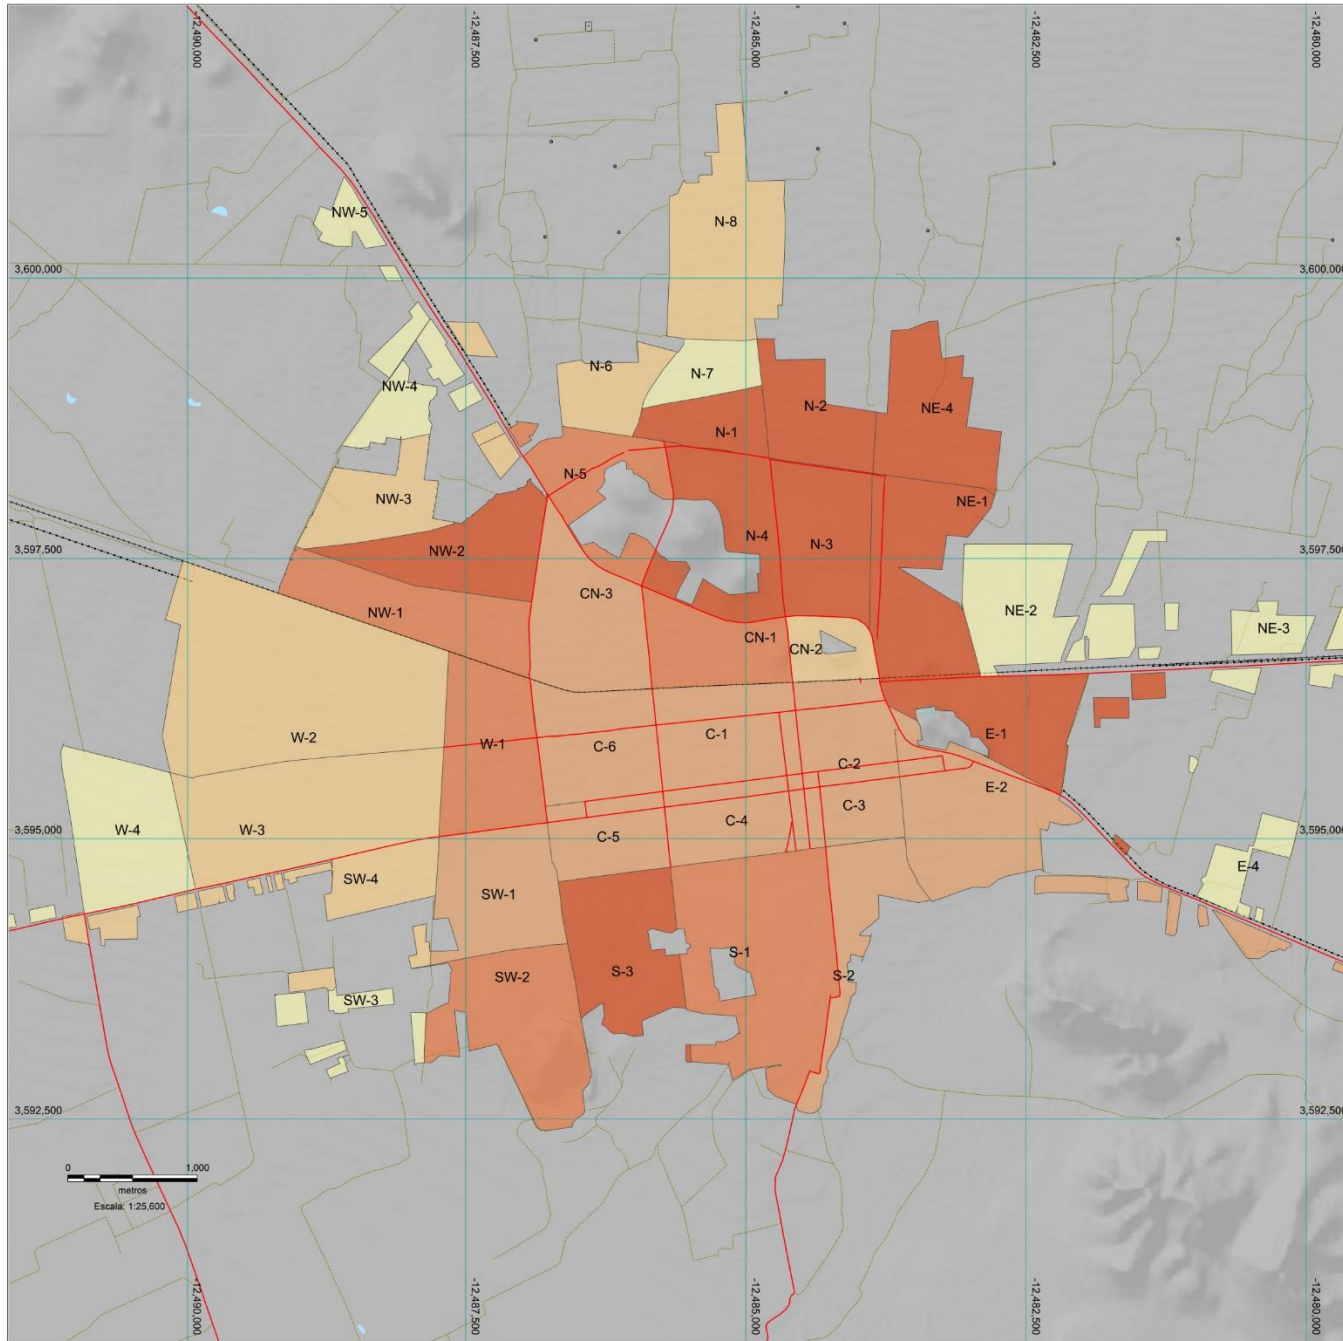 -12,490,000
-12,487,500
-12,485,000
-12,482,500
-12,480,000
NW-5
N-8
3,600,000
3,600,000
N-6
N-7
NW-4
N-2
NE-4
N-1
N-5
NW-3
NE-1
N-4
N-3
3,597,500
3,597,500
NW-2
CN-3
NW-1
NE-2
NE-3
CN-1
CN-2
W-2
W-1
C-6
C-1
E-1
C-2
E-2
C-3
W-4
W-3
C-5
C-4
3,595,000
3,595,000
E-4
SW-4
SW-1
S-1
SW-2
S-3
S-2
SW-3
3,592,500
3,592,500
0 1,000
metros
Escala: 1:25,600
-12,490,000
-12,487,500
-12,485,000
-12,482,500
-12,480,000